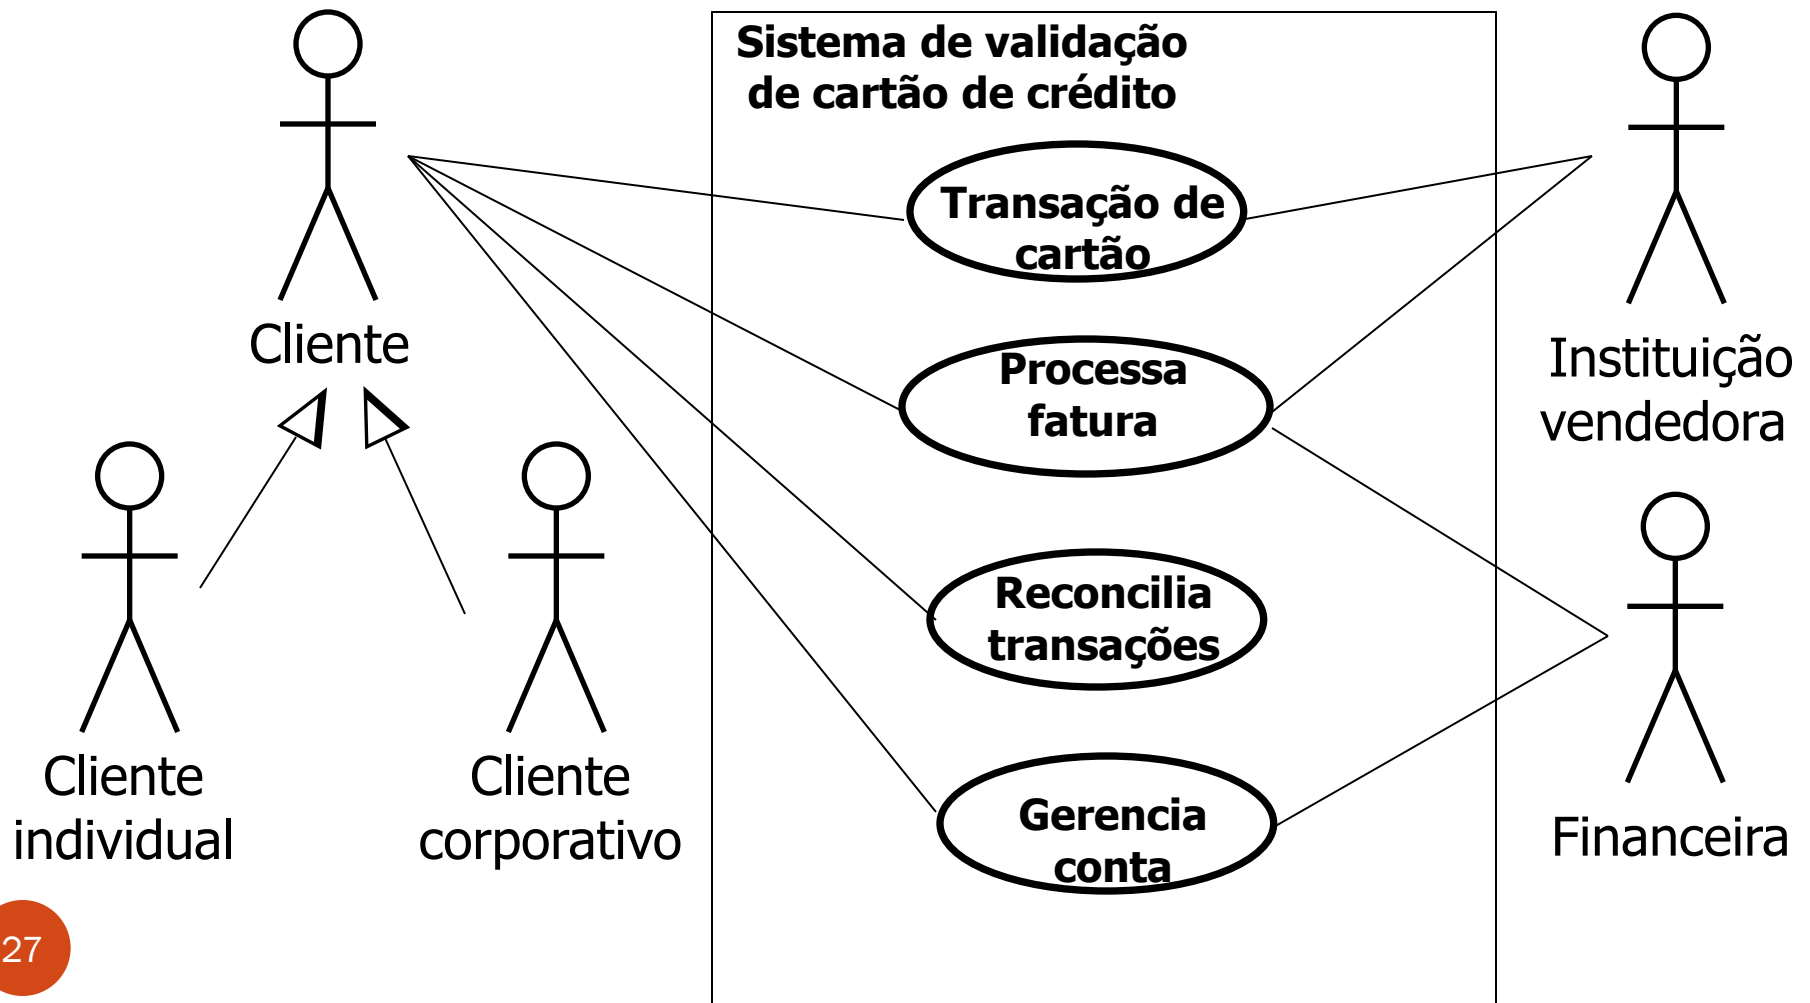 Sistema de validação
de cartão de crédito
Transação de
cartão
Cliente
Processa
fatura
Instituição
vendedora
Reconcilia
transações
Cliente
individual
Cliente
corporativo
Gerencia
conta
Financeira
27